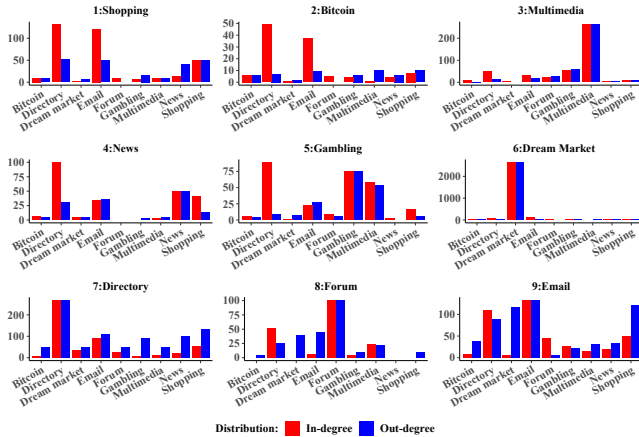 1:Shopping
2:Bitcoin
3:Multimedia
100
50
0
50
40
30
20
10
0
200
100
0
Bitcoin
Directory
Dream market
Email
Forum
Gambling
Multimedia
News
Shopping
Bitcoin
Directory
Dream market
Email
Forum
Gambling
Multimedia
News
Shopping
Bitcoin
Directory
Dream market
Email
Forum
Gambling
Multimedia
News
Shopping
4:News
5:Gambling
6:Dream Market
100
75
50
25
0
75
50
25
0
2000
1000
0
Bitcoin
Directory
Dream market
Email
Forum
Gambling
Multimedia
News
Shopping
Bitcoin
Directory
Dream market
Email
Forum
Gambling
Multimedia
News
Shopping
Bitcoin
Directory
Dream market
Email
Forum
Gambling
Multimedia
News
Shopping
7:Directory
8:Forum
9:Email
200
100
0
100
75
50
25
0
100
50
0
Bitcoin
Directory
Dream market
Email
Forum
Gambling
Multimedia
News
Shopping
Bitcoin
Directory
Dream market
Email
Forum
Gambling
Multimedia
News
Shopping
Bitcoin
Directory
Dream market
Email
Forum
Gambling
Multimedia
News
Shopping
Distribution: In-degree Out-degree